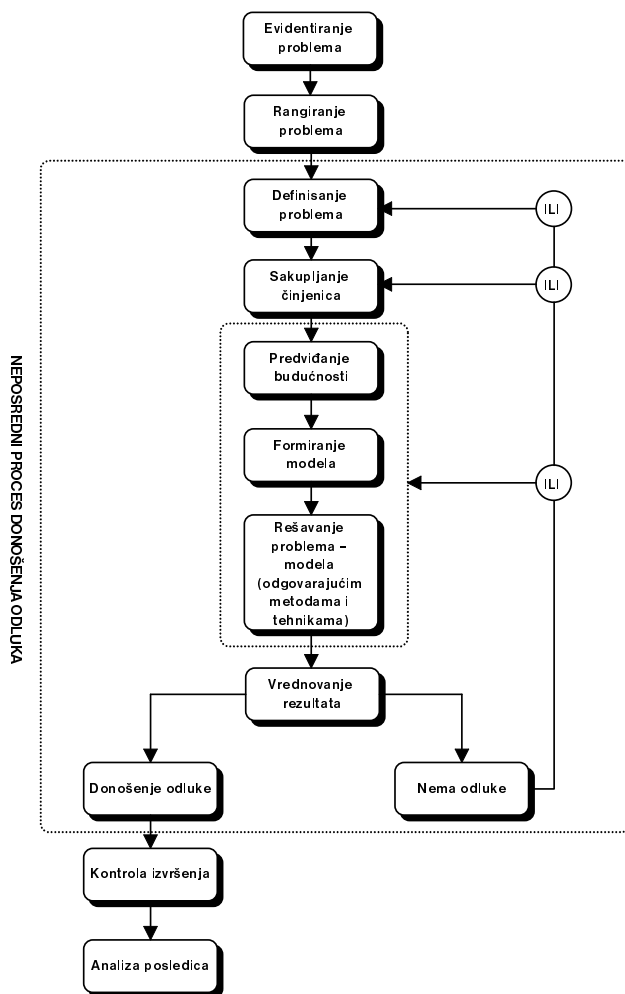 Evidentiranje
problema
Rangiranje
problema
Definisanje
problema
ILI
Sakupljanje
činjenica
ILI
Predviđanje
budućnosti
Formiranje
modela
ILI
Rešavanje
problema –
modela
(odgovarajućim
metodama i
tehnikama)
NEPOSREDNI PROCES DONOŠENJA ODLUKA
Vrednovanje
rezultata
Donošenje odluke
Nema odluke
Kontrola izvršenja
Analiza posledica